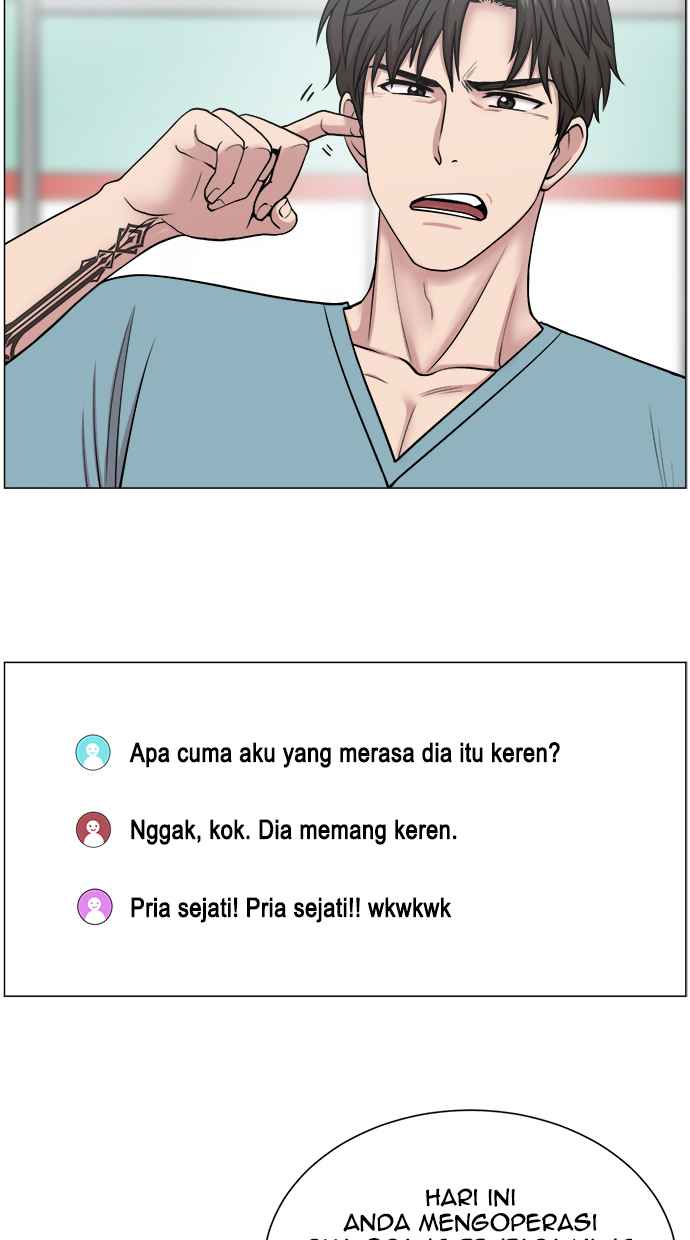 Apa cuma aku yang merasa dia itu keren?
Nggak, kok. Dia memang keren.
Pria sejati! Pria sejati!! wkwkwk
HARI INI
ANDA MENGOPERASI